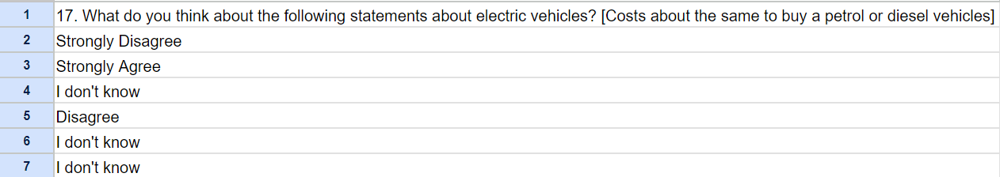 1 17. What do you think about the following statements about electric vehicles? [Costs about the same to buy a petrol or diesel vehicles]
2 Strongly Disagree
3 Strongly Agree
4 I don't know
5 Disagree
6 I don't know
7 I don't know